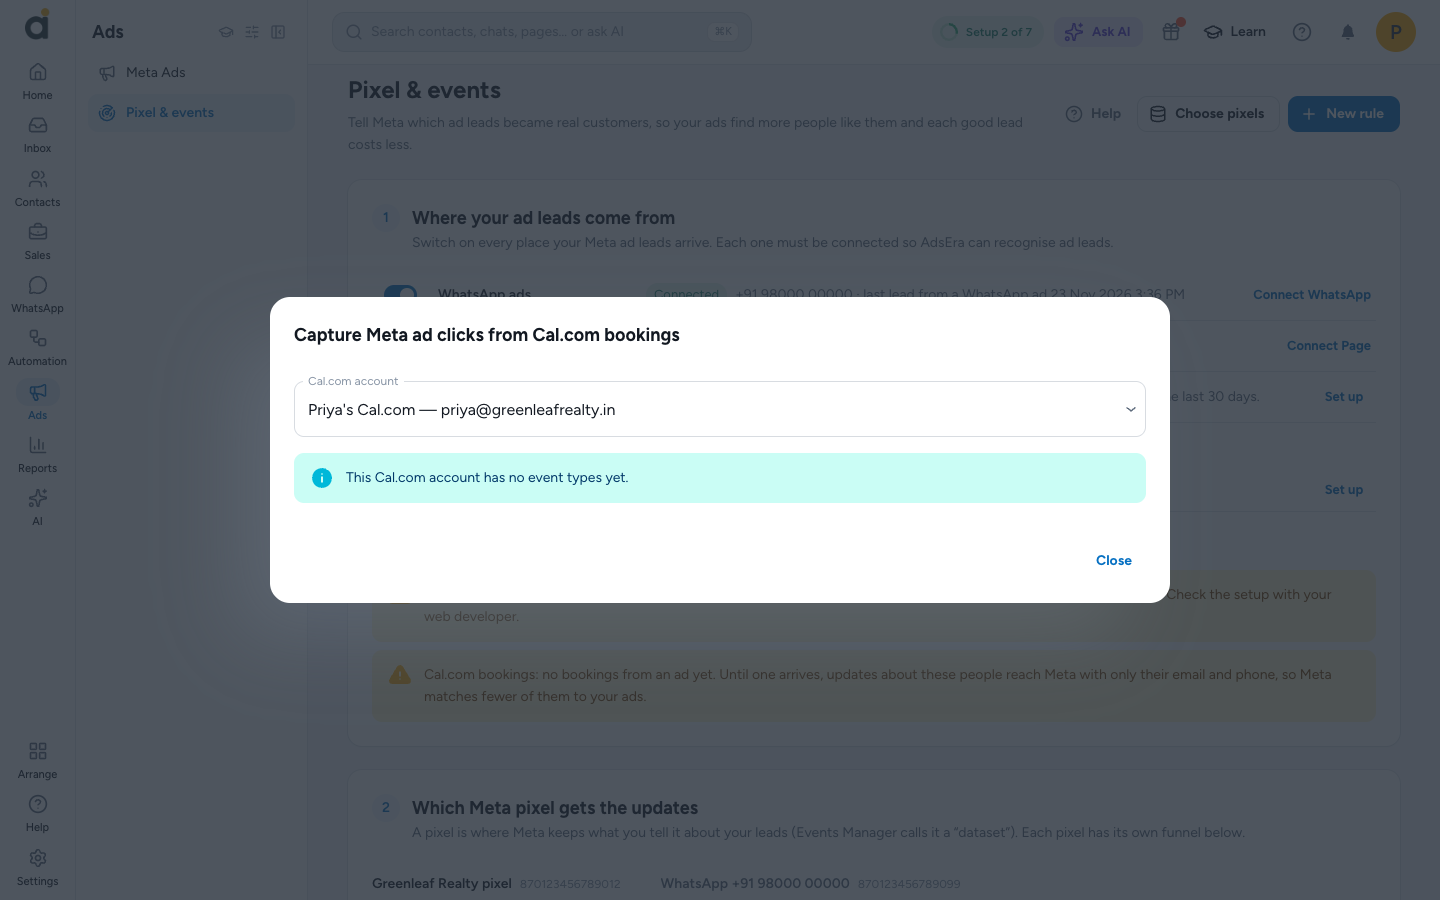 Ads
Search contacts, chats, pages... or ask AI
⌘K
Setup 2 of 7
Ask AI
Learn
P
Home
Inbox
Contacts
Sales
WhatsApp
Automation
Ads
Reports
AI
Arrange
Help
Settings
Meta Ads
Pixel & events
Pixel & events
Tell Meta which ad leads became real customers, so your ads find more people like them and each good lead
costs less.
Help
Choose pixels
New rule
1
Where your ad leads come from
Switch on every place your Meta ad leads arrive. Each one must be connected so AdsEra can recognise ad leads.
WhatsApp ads
Connected
+91 98000 00000 · last lead from a WhatsApp ad 23 Nov 2026 3:36 PM
Connect WhatsApp
Connect Page
last 30 days.
Set up
Set up
Capture Meta ad clicks from Cal.com bookings
Cal.com account
Priya's Cal.com — priya@greenleafrealty.in
This Cal.com account has no event types yet.
Close
Check the setup with your
web developer.
Cal.com bookings: no bookings from an ad yet. Until one arrives, updates about these people reach Meta with only their email and phone, so Meta
matches fewer of them to your ads.
2
Which Meta pixel gets the updates
A pixel is where Meta keeps what you tell it about your leads (Events Manager calls it a "dataset"). Each pixel has its own funnel below.
Greenleaf Realty pixel 870123456789012
WhatsApp +91 98000 00000 870123456789099